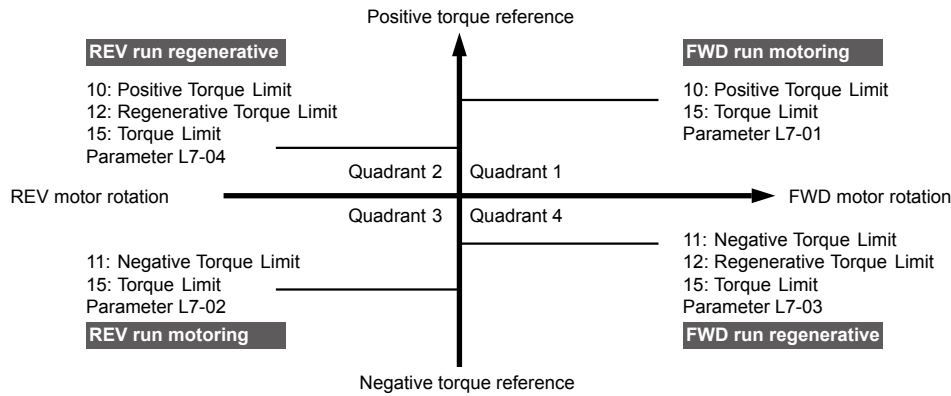 Positive torque reference
REV run regenerative
10: Positive Torque Limit
12: Regenerative Torque Limit
15: Torque Limit
Parameter L7-04
FWD run motoring
10: Positive Torque Limit
15: Torque Limit
Parameter L7-01
Quadrant 2
Quadrant 1
REV motor rotation
FWD motor rotation
Quadrant 3
Quadrant 4
11: Negative Torque Limit
15: Torque Limit
Parameter L7-02
REV run motoring
11: Negative Torque Limit
12: Regenerative Torque Limit
15: Torque Limit
Parameter L7-03
FWD run regenerative
Negative torque reference